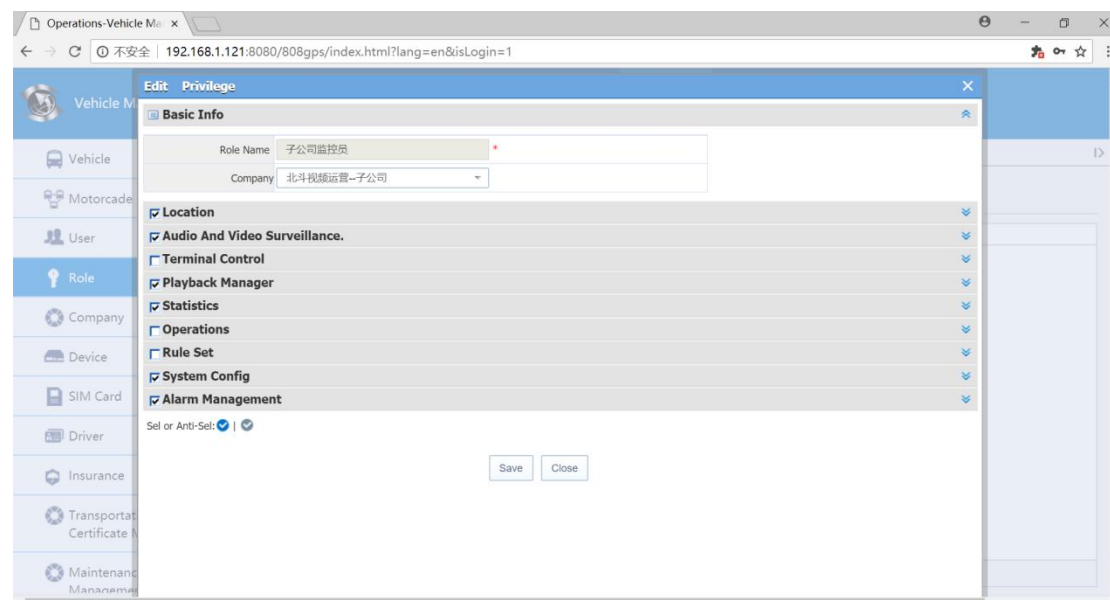 Operations-Vehicle Ma
不安全 | 192.168.1.121:8080/808gps/index.html?lang=en&isLogin=1
Vehicle M
Edit Privilege
Basic Info
Role Name 子公司监控员 *
Company 北斗视频运营--子公司
Location
Audio And Video Surveillance.
Terminal Control
Playback Manager
Statistics
Operations
Rule Set
System Config
Alarm Management
Sel or Anti-Sel: |
Save Close
Vehicle
Motorcade
User
Role
Company
Device
SIM Card
Driver
Insurance
Transportat
Certificate M
Maintenanc
Managemen